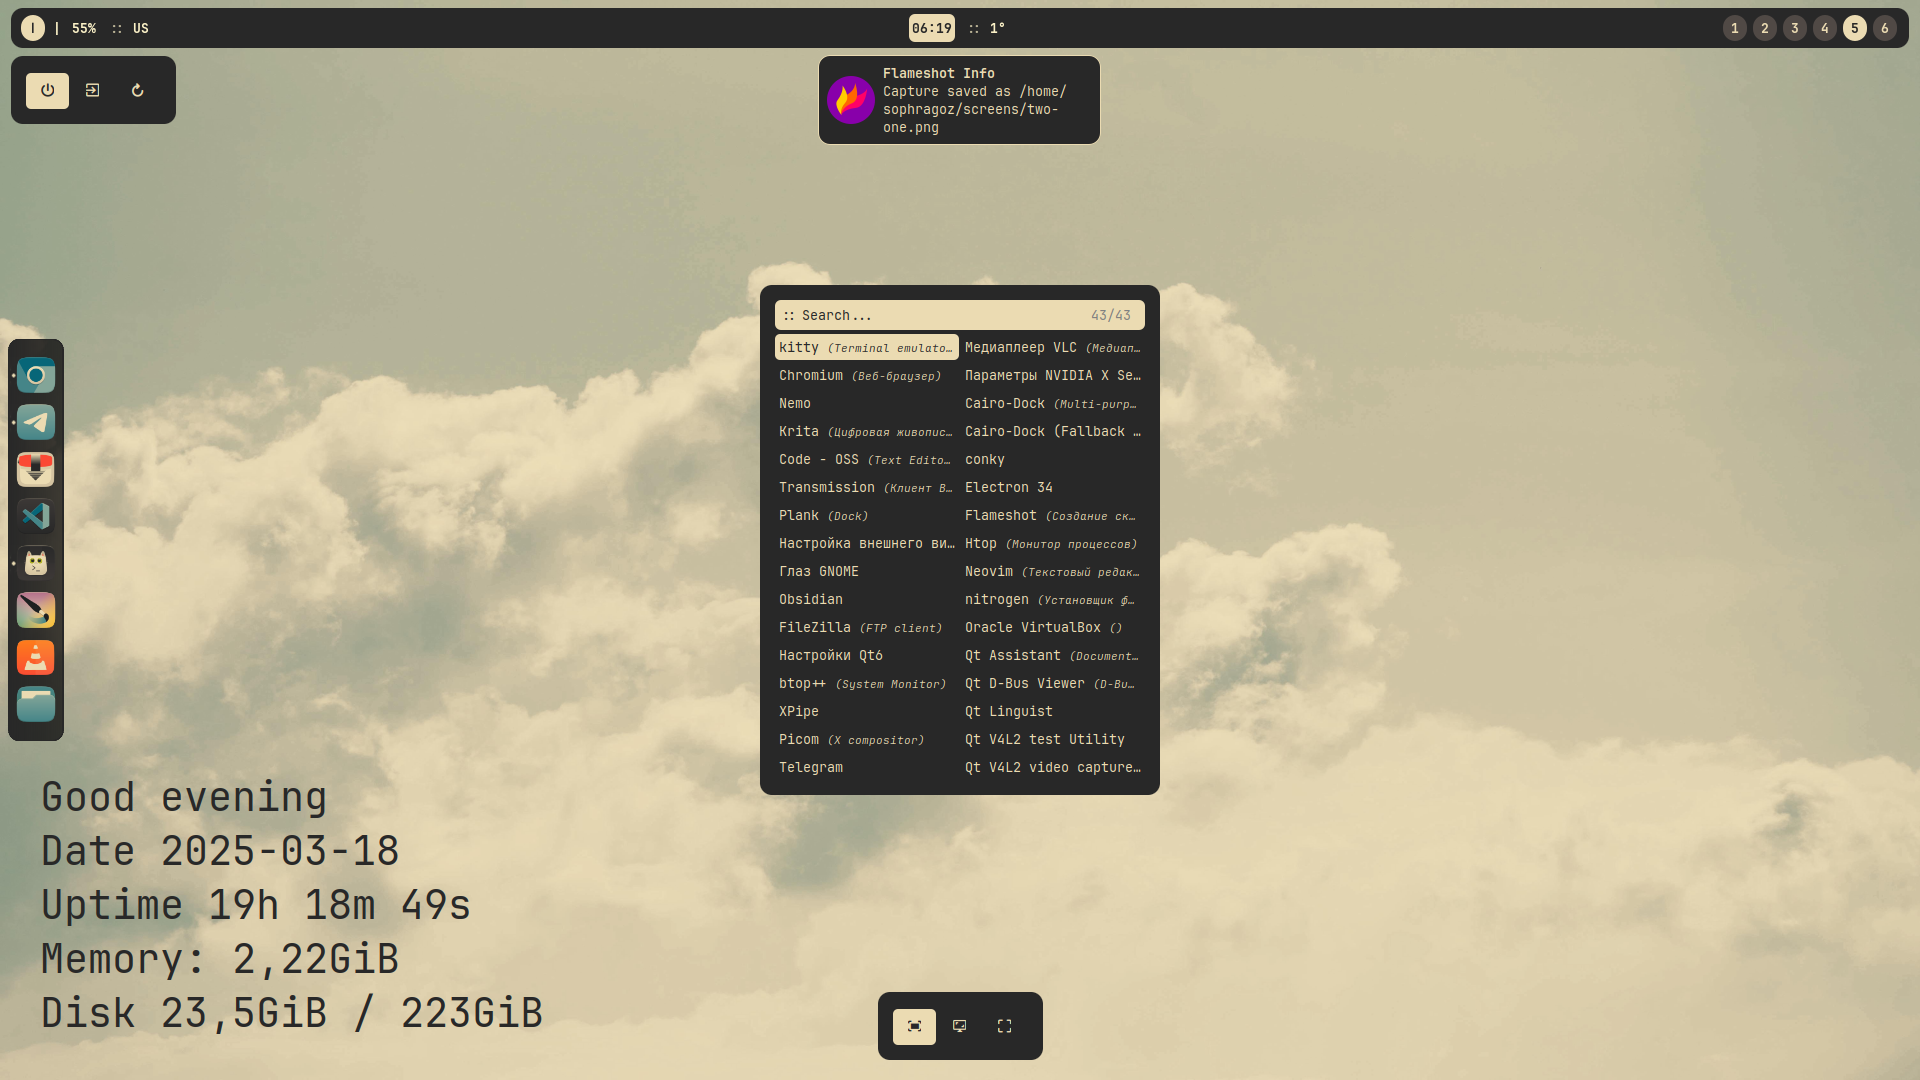 I | 55% :: US
06:19 :: 1°
1 2 3 4 5 6
Flameshot Info
Capture saved as /home/
sophragoz/screens/two-
one.png
:: Search... 43/43
kitty (Terminal emulato…
Chromium (Веб-браузер)
Nemo
Krita (Цифровая живопис…
Code - OSS (Text Edito…
Transmission (Клиент B…
Plank (Dock)
Настройка внешнего ви…
Глаз GNOME
Obsidian
FileZilla (FTP client)
Настройки Qt6
btop++ (System Monitor)
XPipe
Picom (X compositor)
Telegram
Медиаплеер VLC (Медиап…
Параметры NVIDIA X Se…
Cairo-Dock (Multi-purp…
Cairo-Dock (Fallback …
conky
Electron 34
Flameshot (Создание ск…
Htop (Монитор процессов)
Neovim (Текстовый редак…
nitrogen (Установщик ф…
Oracle VirtualBox ()
Qt Assistant (Document…
Qt D-Bus Viewer (D-Bu…
Qt Linguist
Qt V4L2 test Utility
Qt V4L2 video capture…
Good evening
Date 2025-03-18
Uptime 19h 18m 49s
Memory: 2,22GiB
Disk 23,5GiB / 223GiB